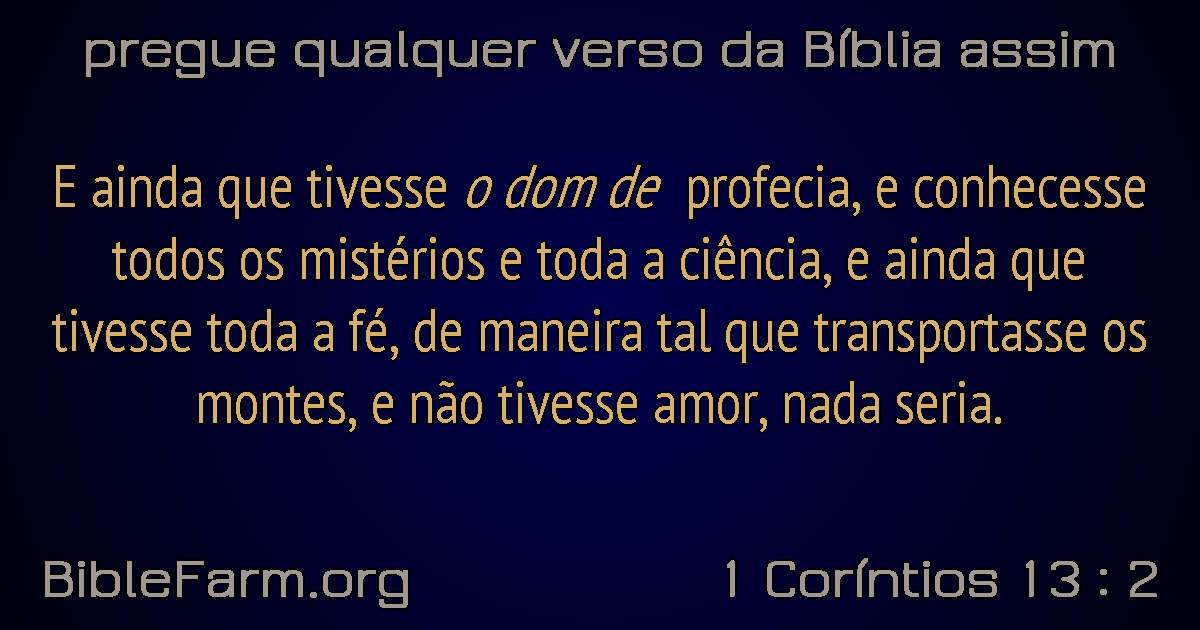 pregue qualquer verso da Bíblia assim
E ainda que tivesse o dom de profecia, e conhecesse
todos os mistérios e toda a ciência, e ainda que
tivesse toda a fé, de maneira tal que transportasse os
montes, e não tivesse amor, nada seria.
BibleFarm.org
1 Coríntios 13 : 2